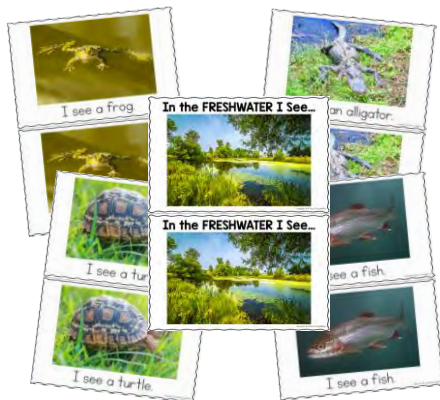 I see a frog.
an alligator.
In the FRESHWATER I See...
I see a tur
see a fish.
In the FRESHWATER I See...
I see a turtle.
I see a fish.